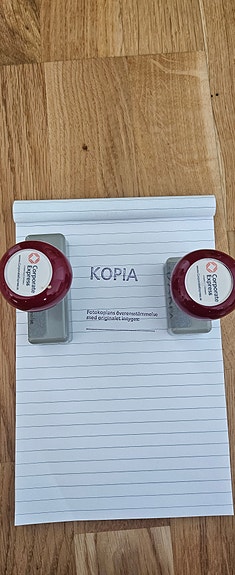 KOPIA
Fotokopians överensstämmelse
med originalet intygas:
Corporate
Express
Corporate
Express